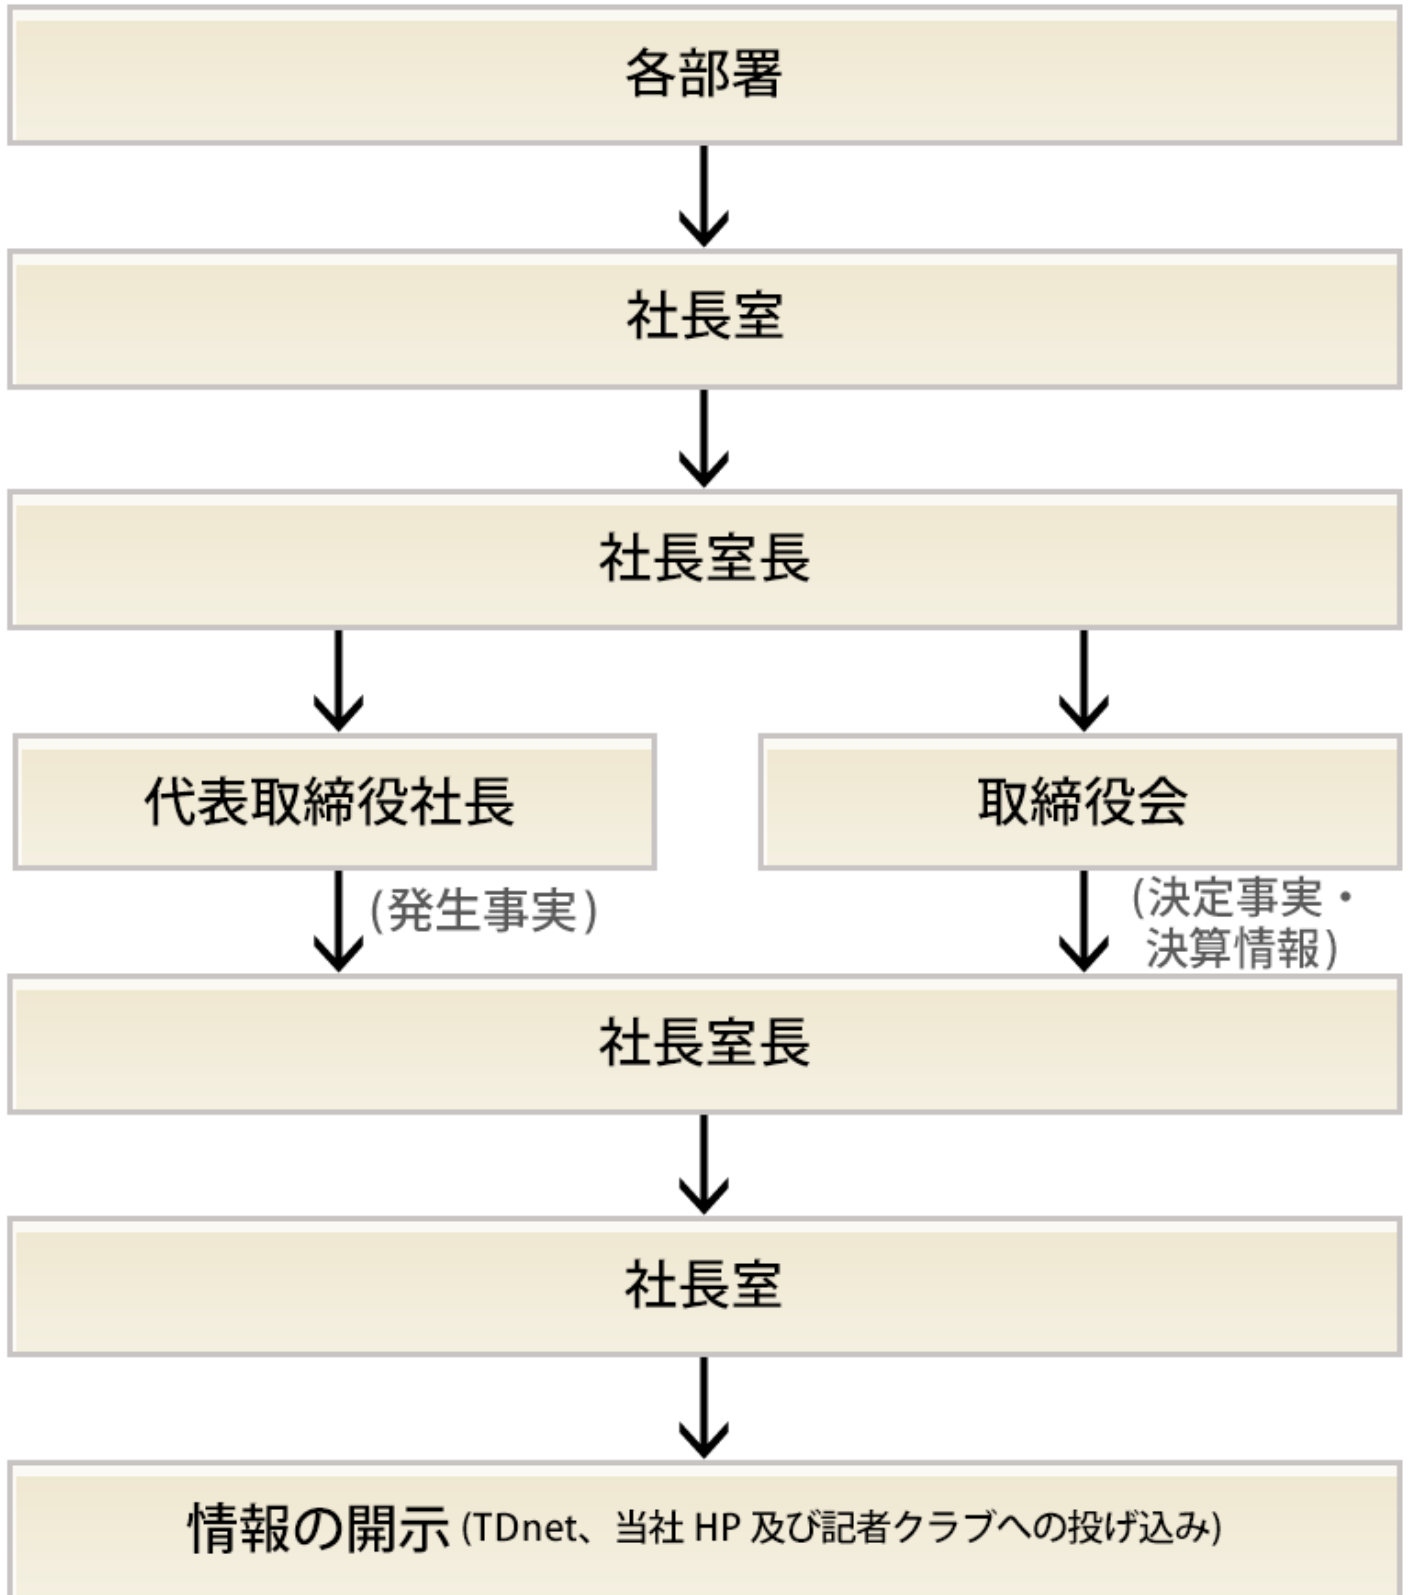 各部署
社長室
社長室長
代表取締役社長
取締役会
(発生事実)
(決定事実・
決算情報)
社長室長
社長室
情報の開示 (TDnet、当社 HP 及び記者クラブへの投げ込み)